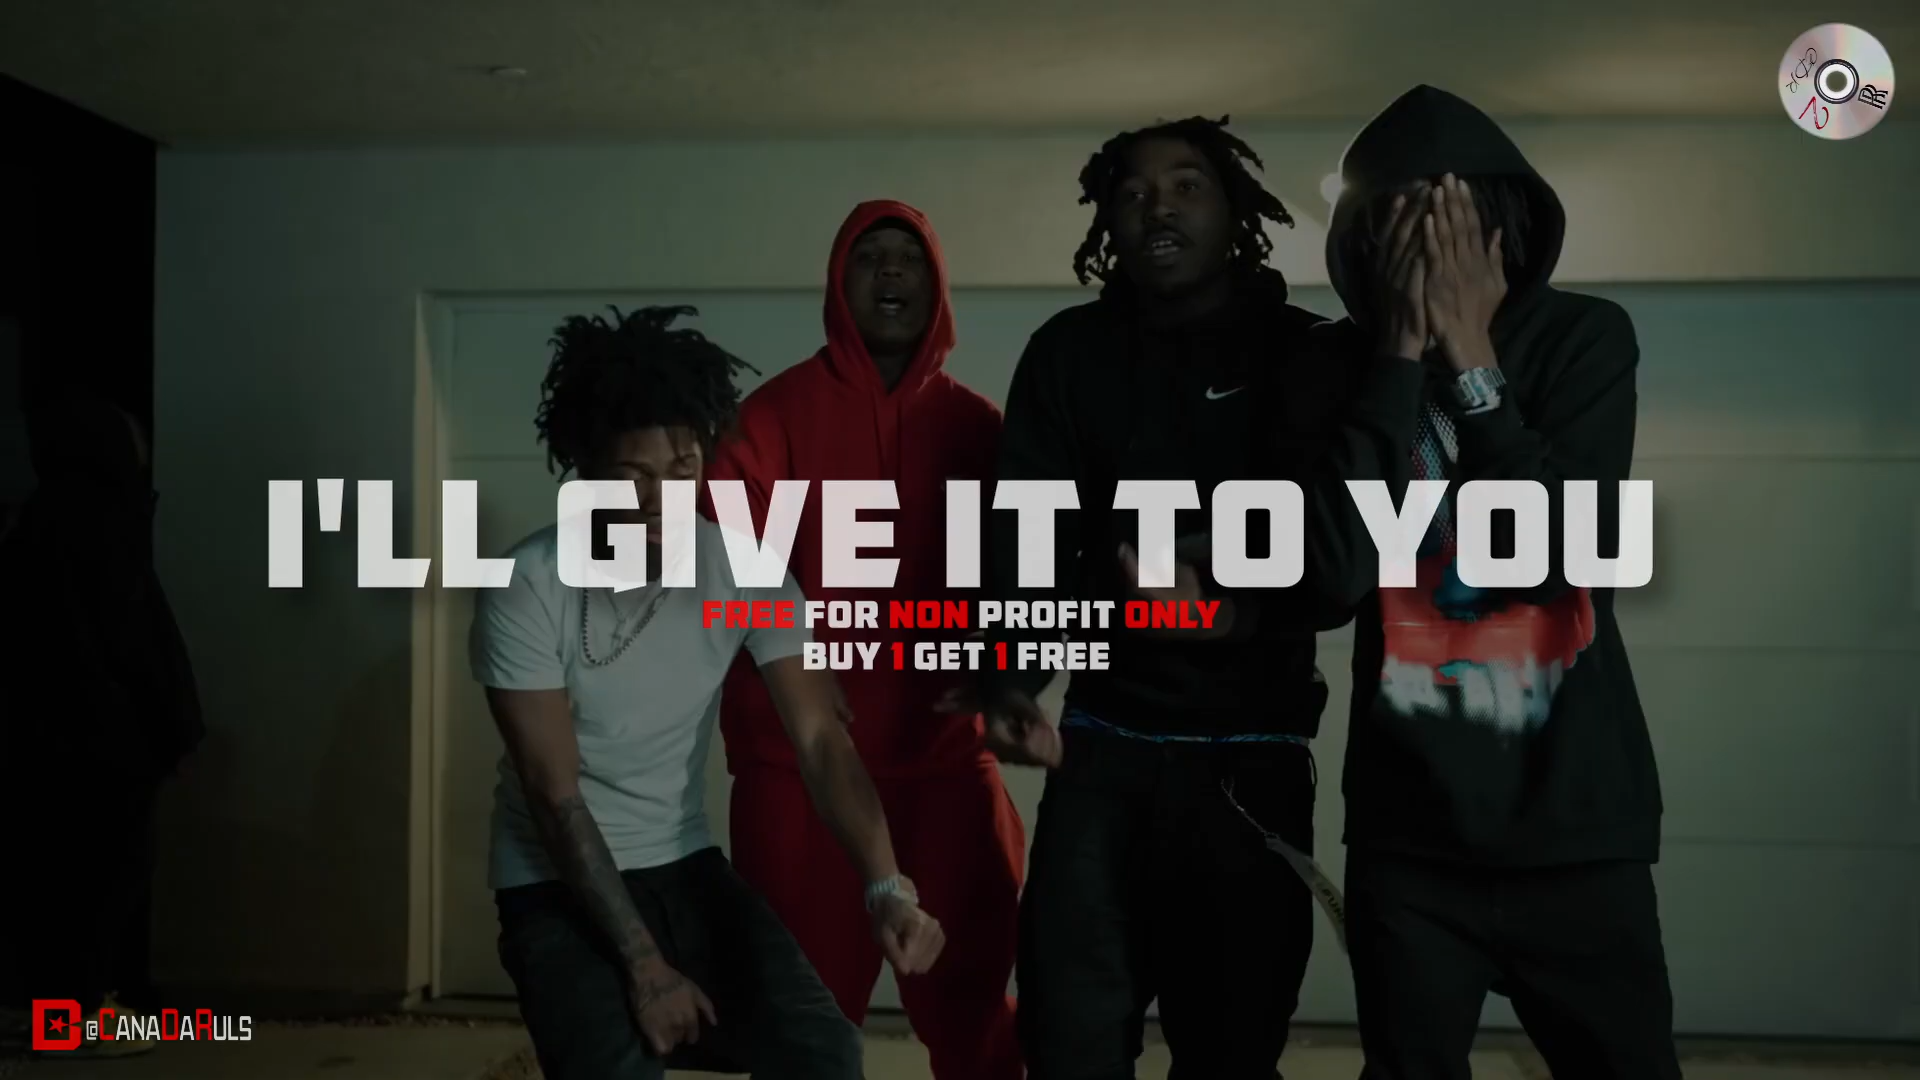 I'LL GIVE IT TO YOU
FREE FOR NON PROFIT ONLY
BUY 1 GET 1 FREE
@CANADARULS